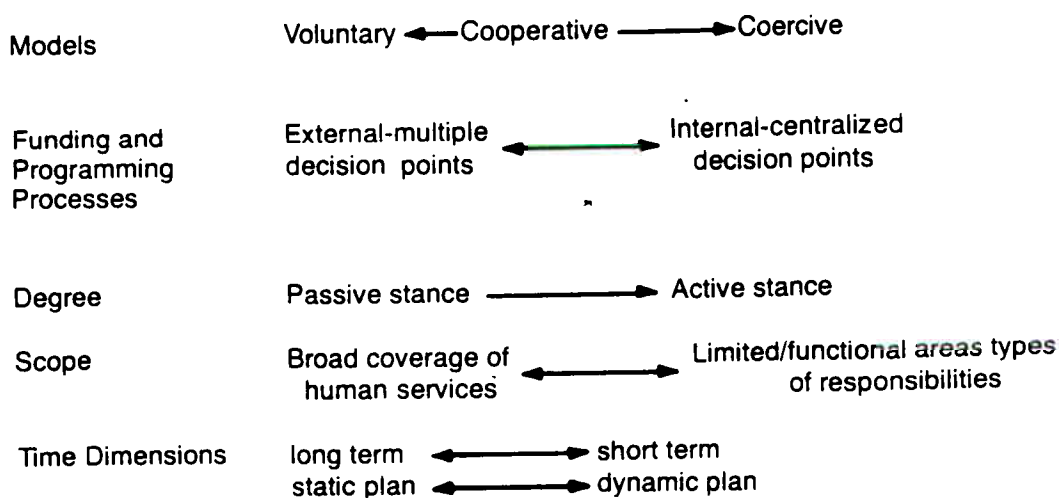 Models Voluntary Cooperative Coercive
Funding and Programming Processes
External-multiple decision points
Internal-centralized decision points
Degree Passive stance Active stance
Scope
Broad coverage of human services
Limited/functional areas types of responsibilities
Time Dimensions long term short term
static plan dynamic plan